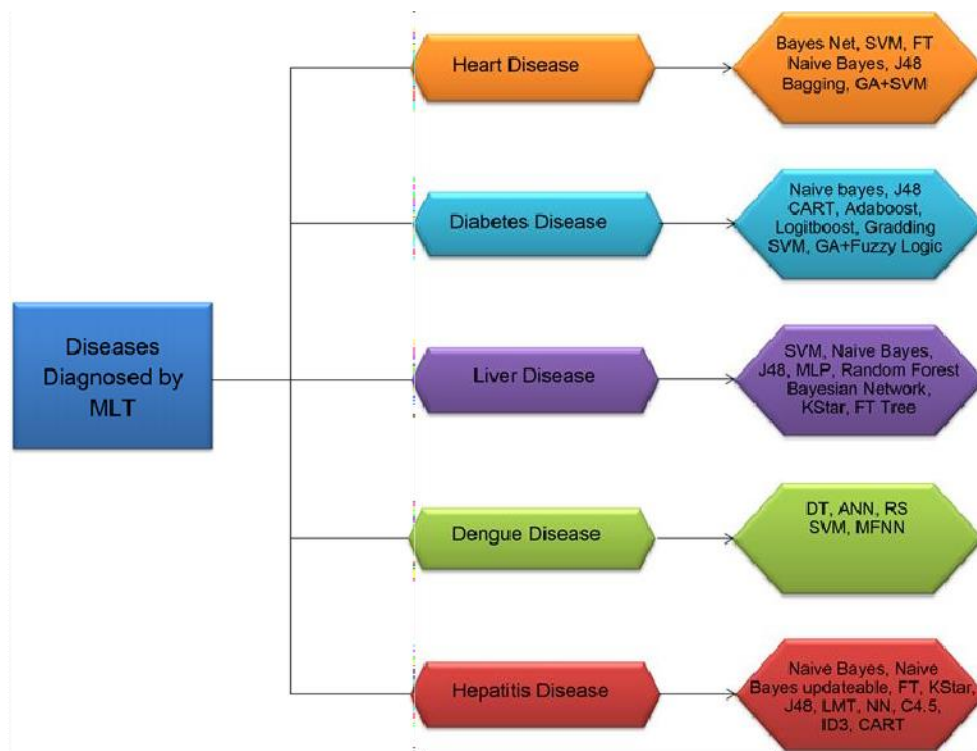 Diseases
Diagnosed by
MLT
Heart Disease
Bayes Net, SVM, FT
Naive Bayes, J48
Bagging, GA+SVM
Diabetes Disease
Naive bayes, J48
CART, Adaboost,
Logitboost, Gradding
SVM, GA+Fuzzy Logic
Liver Disease
SVM, Naive Bayes,
J48, MLP, Random Forest
Bayesian Network,
KStar, FT Tree
Dengue Disease
DT, ANN, RS
SVM, MFNN
Hepatitis Disease
Naive Bayes, Naive
Bayes updateable, FT, KStar,
J48, LMT, NN, C4.5,
ID3, CART